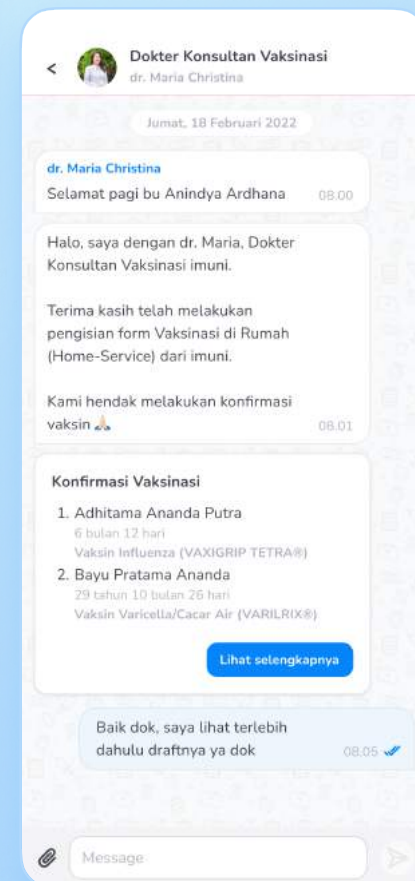 Dokter Konsultan Vaksinasi
dr. Maria Christina
Jumat, 18 Februari 2022
dr. Maria Christina
Selamat pagi bu Anindya Ardhana 08.00
Halo, saya dengan dr. Maria, Dokter
Konsultan Vaksinasi imuni.
Terima kasih telah melakukan
pengisian form Vaksinasi di Rumah
(Home-Service) dari imuni.
Kami hendak melakukan konfirmasi
vaksin 🙏🏻 08.01
Konfirmasi Vaksinasi
1. Adhitama Ananda Putra
6 bulan 12 hari
Vaksin Influenza (VAXIGRIP TETRA®)
2. Bayu Pratama Ananda
29 tahun 10 bulan 26 hari
Vaksin Varicella/Cacar Air (VARILRIX®)
Lihat selengkapnya
Baik dok, saya lihat terlebih
dahulu draftnya ya dok 08.05
Message